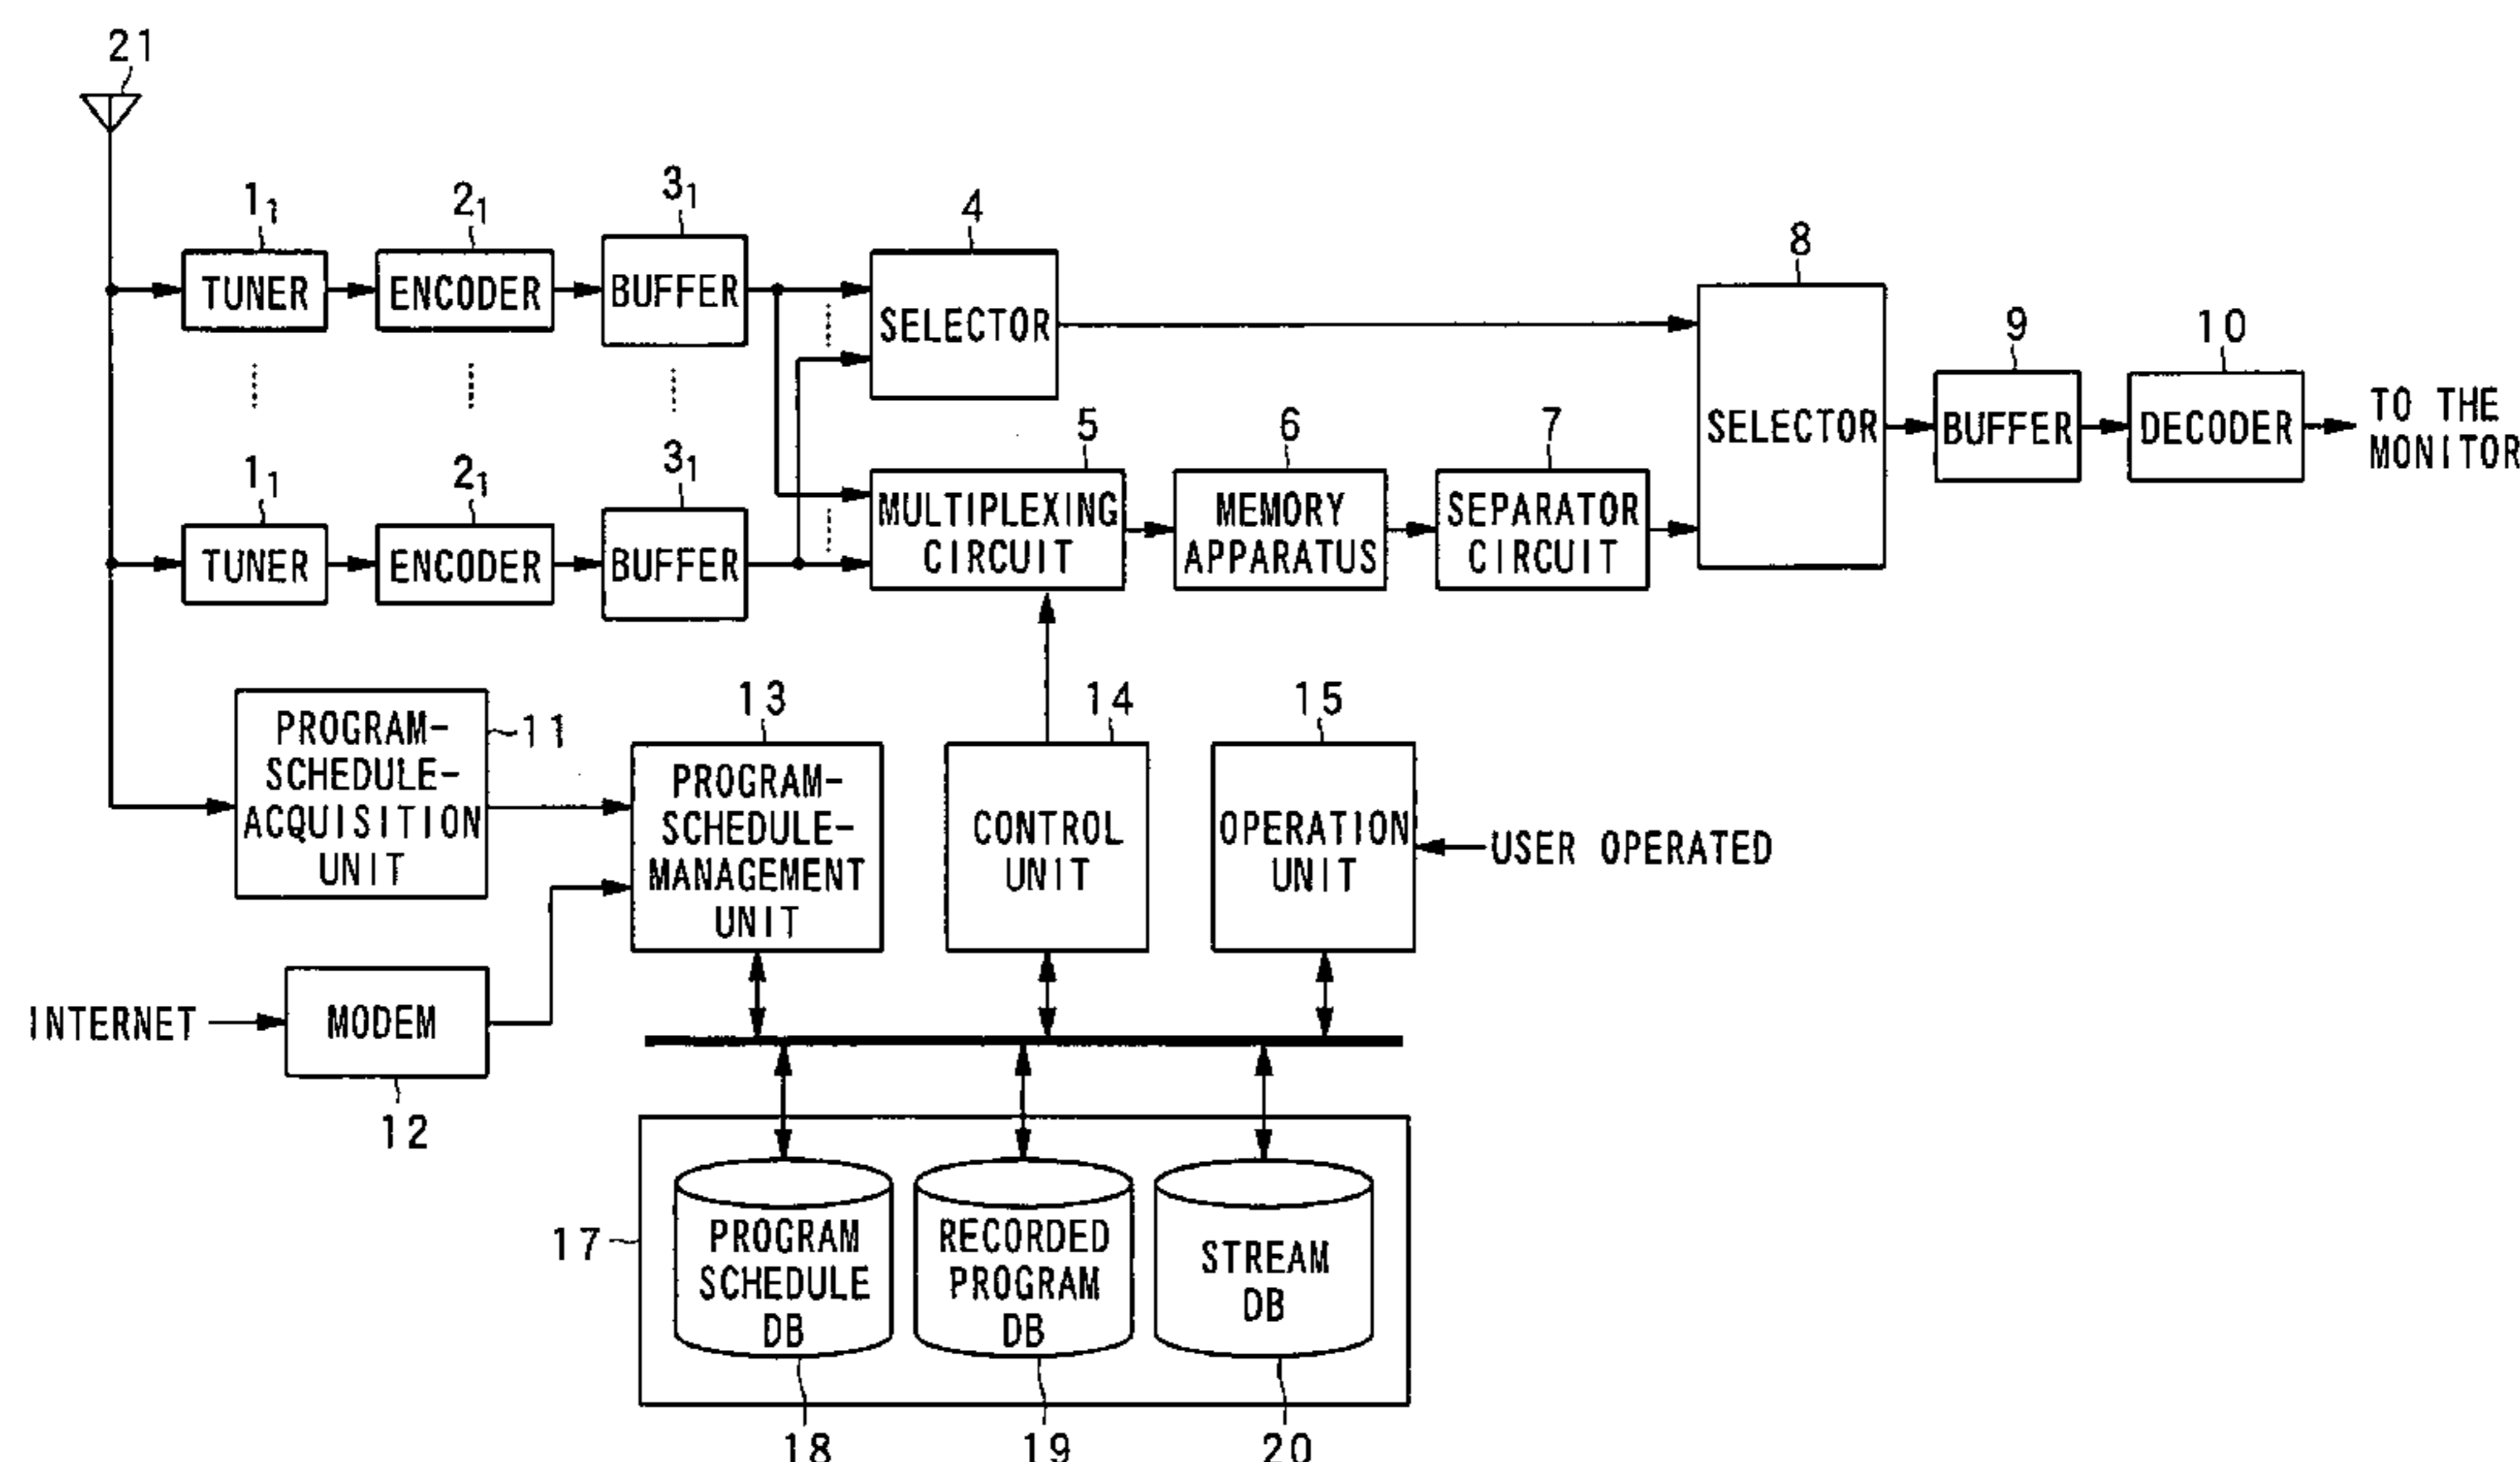 21
1₁
2₁
3₁
4
8
TUNER
ENCODER
BUFFER
SELECTOR
9
10
SELECTOR
BUFFER
DECODER
TO THE
MONITOR
1₁
2₁
3₁
5
6
7
TUNER
ENCODER
BUFFER
MULTIPLEXING
CIRCUIT
MEMORY
APPARATUS
SEPARATOR
CIRCUIT
PROGRAM-
SCHEDULE-
ACQUISITION
UNIT
11
13
PROGRAM-
SCHEDULE-
MANAGEMENT
UNIT
14
CONTROL
UNIT
15
OPERATION
UNIT
USER OPERATED
INTERNET
MODEM
12
17
PROGRAM
SCHEDULE
DB
RECORDED
PROGRAM
DB
STREAM
DB
18
19
20